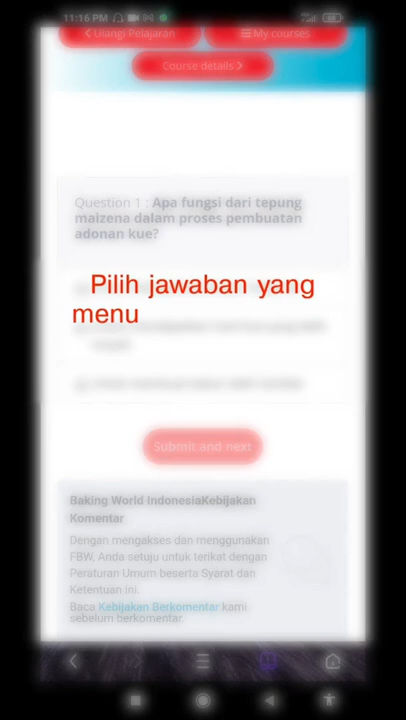 11:16 PM
Ulangi Pelajaran
My courses
Course details
Question 1 : Apa fungsi dari tepung
maizena dalam proses pembuatan
adonan kue?
Pilih jawaban yang
menu
Submit and next
Baking World IndonesiaKebijakan
Komentar
Dengan mengakses dan menggunakan
FBW, Anda setuju untuk terikat dengan
Peraturan Umum beserta Syarat dan
Ketentuan ini.
Baca Kebijakan Berkomentar kami
sebelum berkomentar.